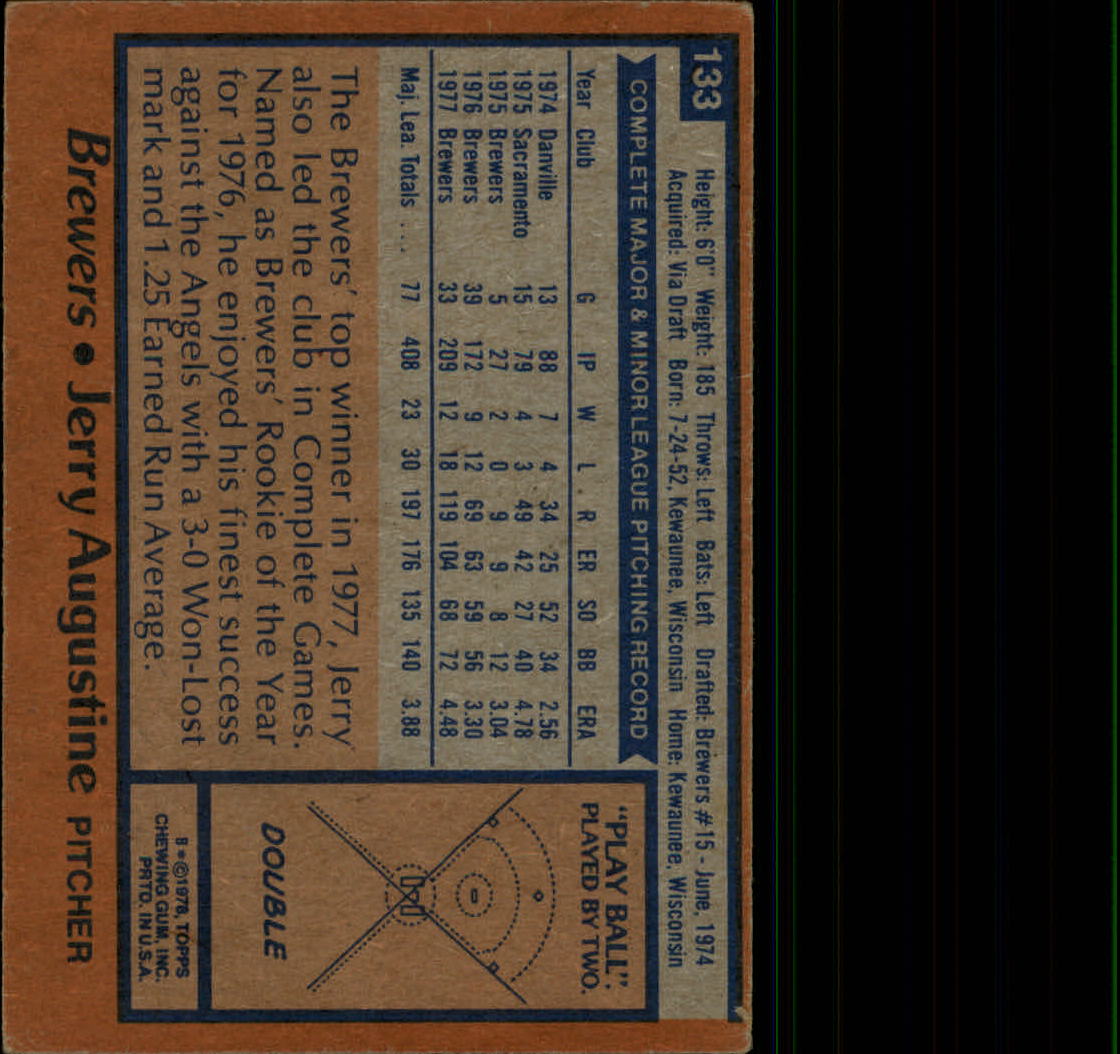 133
Height: 6'0" Weight: 185 Throws: Left Bats: Left Drafted: Brewers #15 - June, 1974
Acquired: Via Draft Born: 7-24-52, Kewaunee, Wisconsin Home: Kewaunee, Wisconsin
COMPLETE MAJOR & MINOR LEAGUE PITCHING RECORD
Year Club G IP W L R ER SO BB ERA
1974 Danville 13 88 7 4 34 25 52 34 2.56
1975 Sacramento 15 79 4 3 49 42 27 40 4.78
1975 Brewers 5 27 2 0 9 9 8 12 3.04
1976 Brewers 39 172 9 12 69 63 59 56 3.30
1977 Brewers 33 209 12 18 119 104 68 72 4.48
Maj. Lea. Totals .... 77 408 23 30 197 176 135 140 3.88
The Brewers' top winner in 1977, Jerry
also led the club in Complete Games.
Named as Brewers' Rookie of the Year
for 1976, he enjoyed his finest success
against the Angels with a 3-0 Won-Lost
mark and 1.25 Earned Run Average.
"PLAY BALL"
PLAYED BY TWO.
DOUBLE
B*©1978, TOPPS
CHEWING GUM, INC.
PRTD. IN U.S.A.
Brewers • Jerry Augustine PITCHER